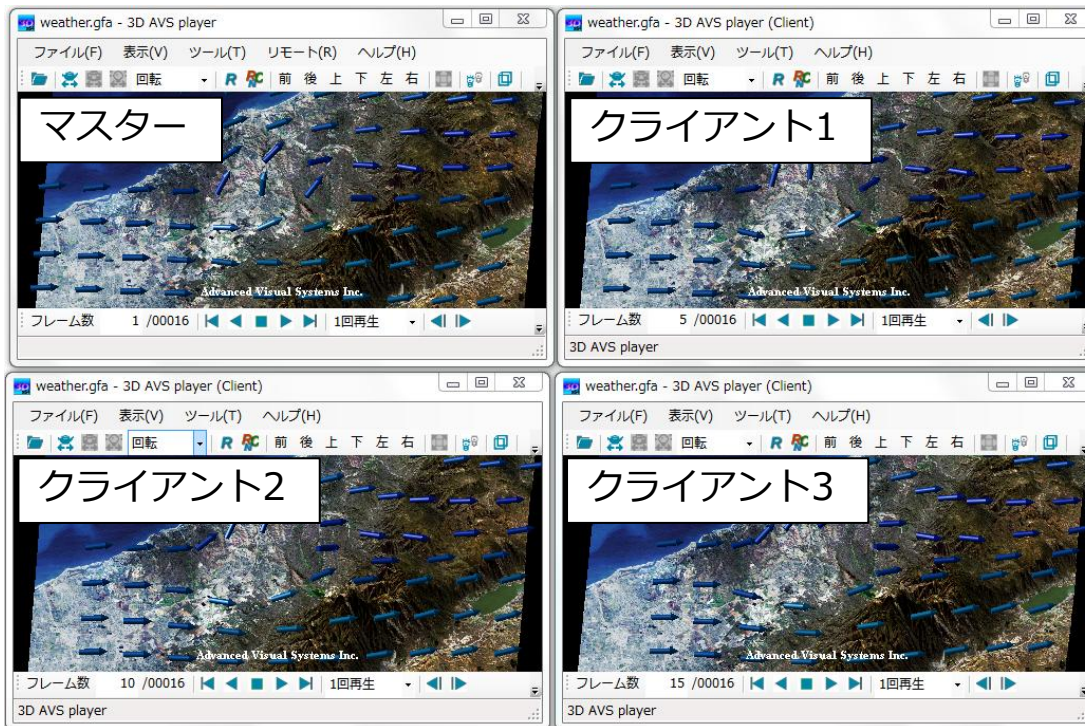 weather.gfa - 3D AVS player
ファイル(F) 表示(V) ツール(T) リモート(R) ヘルプ(H)
回転 R RCN 前 後 上 下 左 右
マスター
Advanced Visual Systems Inc.
フレーム数 1 /00016 1回再生
weather.gfa - 3D AVS player (Client)
ファイル(F) 表示(V) ツール(T) ヘルプ(H)
回転 R RCN 前 後 上 下 左 右
クライアント1
Advanced Visual Systems Inc.
フレーム数 5 /00016 1回再生
3D AVS player
weather.gfa - 3D AVS player (Client)
ファイル(F) 表示(V) ツール(T) ヘルプ(H)
回転 R RCN 前 後 上 下 左 右
クライアント2
Advanced Visual Systems Inc.
フレーム数 10 /00016 1回再生
3D AVS player
weather.gfa - 3D AVS player (Client)
ファイル(F) 表示(V) ツール(T) ヘルプ(H)
回転 R RCN 前 後 上 下 左 右
クライアント3
Advanced Visual Systems Inc.
フレーム数 15 /00016 1回再生
3D AVS player